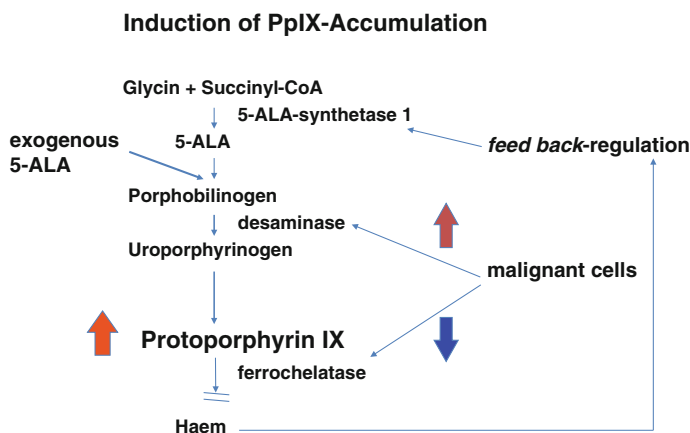 Induction of PpIX-Accumulation
Glycin + Succinyl-CoA
5-ALA-synthetase 1
exogenous
5-ALA
5-ALA
feed back-regulation
Porphobilinogen
desaminase
Uroporphyrinogen
malignant cells
Protoporphyrin IX
ferrochelatase
Haem